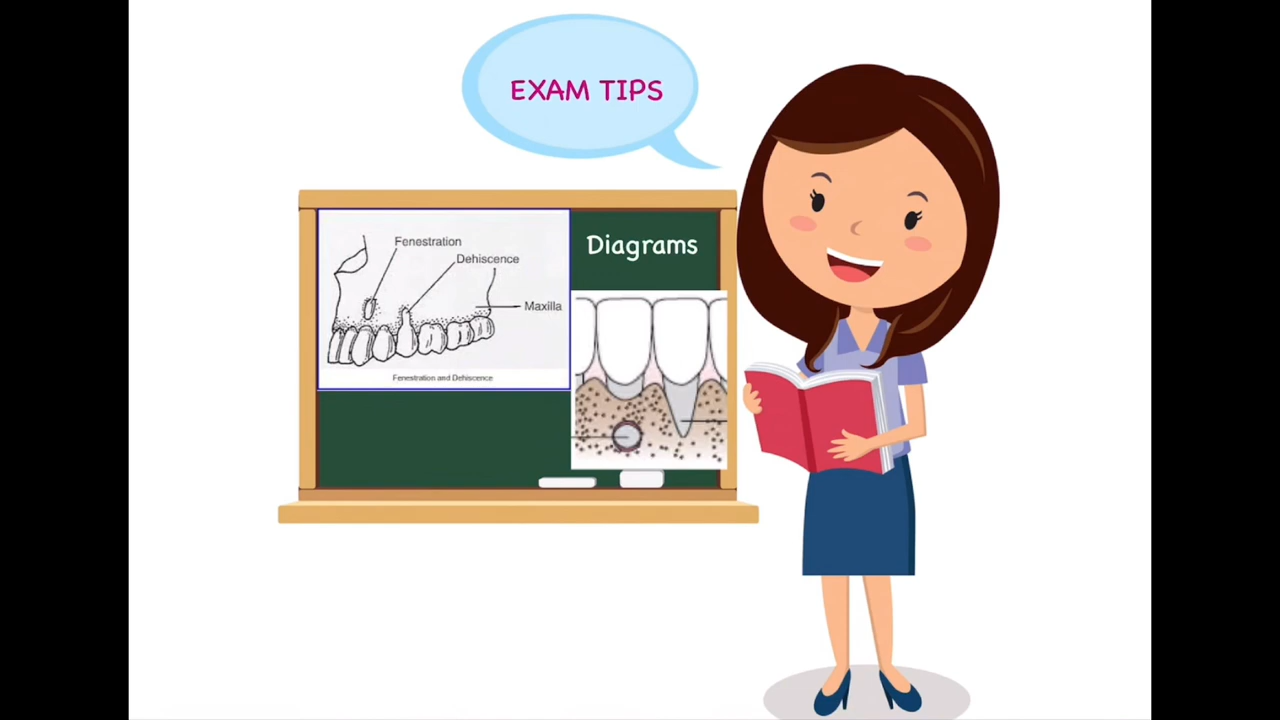 EXAM TIPS
Diagrams
Fenestration
Dehiscence
Maxilla
Fenestration and Dehiscence